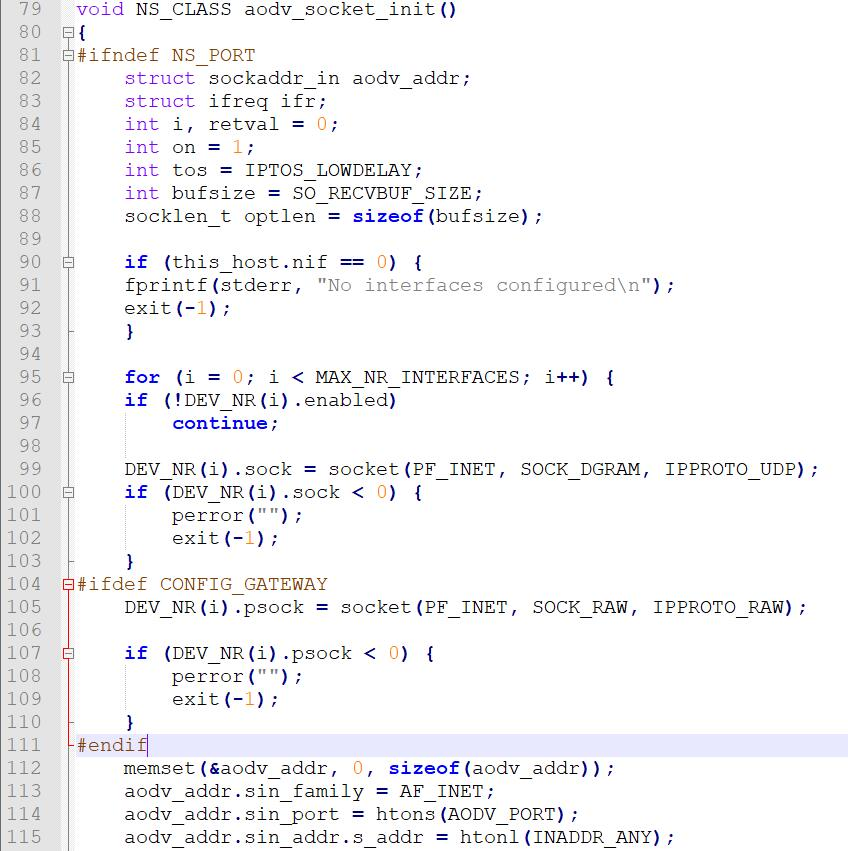 79 void NS_CLASS aodv_socket_init()
80 {
81 #ifndef NS_PORT
82     struct sockaddr_in aodv_addr;
83     struct ifreq ifr;
84     int i, retval = 0;
85     int on = 1;
86     int tos = IPTOS_LOWDELAY;
87     int bufsize = SO_RECVBUF_SIZE;
88     socklen_t optlen = sizeof(bufsize);
89
90     if (this_host.nif == 0) {
91     fprintf(stderr, "No interfaces configured\n");
92     exit(-1);
93     }
94
95     for (i = 0; i < MAX_NR_INTERFACES; i++) {
96     if (!DEV_NR(i).enabled)
97         continue;
98
99     DEV_NR(i).sock = socket(PF_INET, SOCK_DGRAM, IPPROTO_UDP);
100     if (DEV_NR(i).sock < 0) {
101         perror("");
102         exit(-1);
103     }
104 #ifdef CONFIG_GATEWAY
105     DEV_NR(i).psock = socket(PF_INET, SOCK_RAW, IPPROTO_RAW);
106
107     if (DEV_NR(i).psock < 0) {
108         perror("");
109         exit(-1);
110     }
111 #endif
112     memset(&aodv_addr, 0, sizeof(aodv_addr));
113     aodv_addr.sin_family = AF_INET;
114     aodv_addr.sin_port = htons(AODV_PORT);
115     aodv_addr.sin_addr.s_addr = htonl(INADDR_ANY);